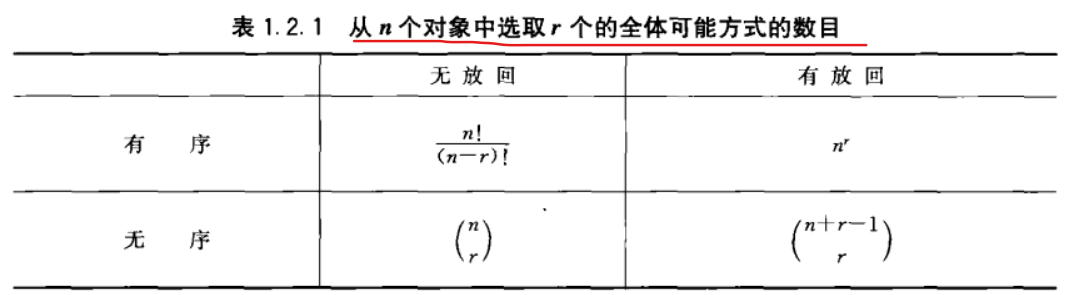 表 1.2.1 从 n 个对象中选取 r 个的全体可能方式的数目
无 放 回 有 放 回
有 序 n!/(n−r)! nʳ
无 序 (n r) (n+r−1 r)